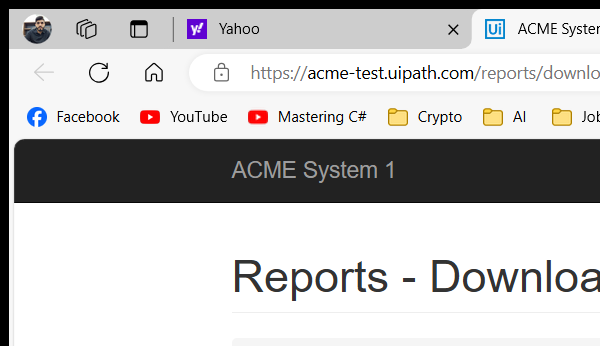 Yahoo ACME System
https://acme-test.uipath.com/reports/downlo
Facebook YouTube Mastering C# Crypto AI Job
ACME System 1
Reports - Downloa